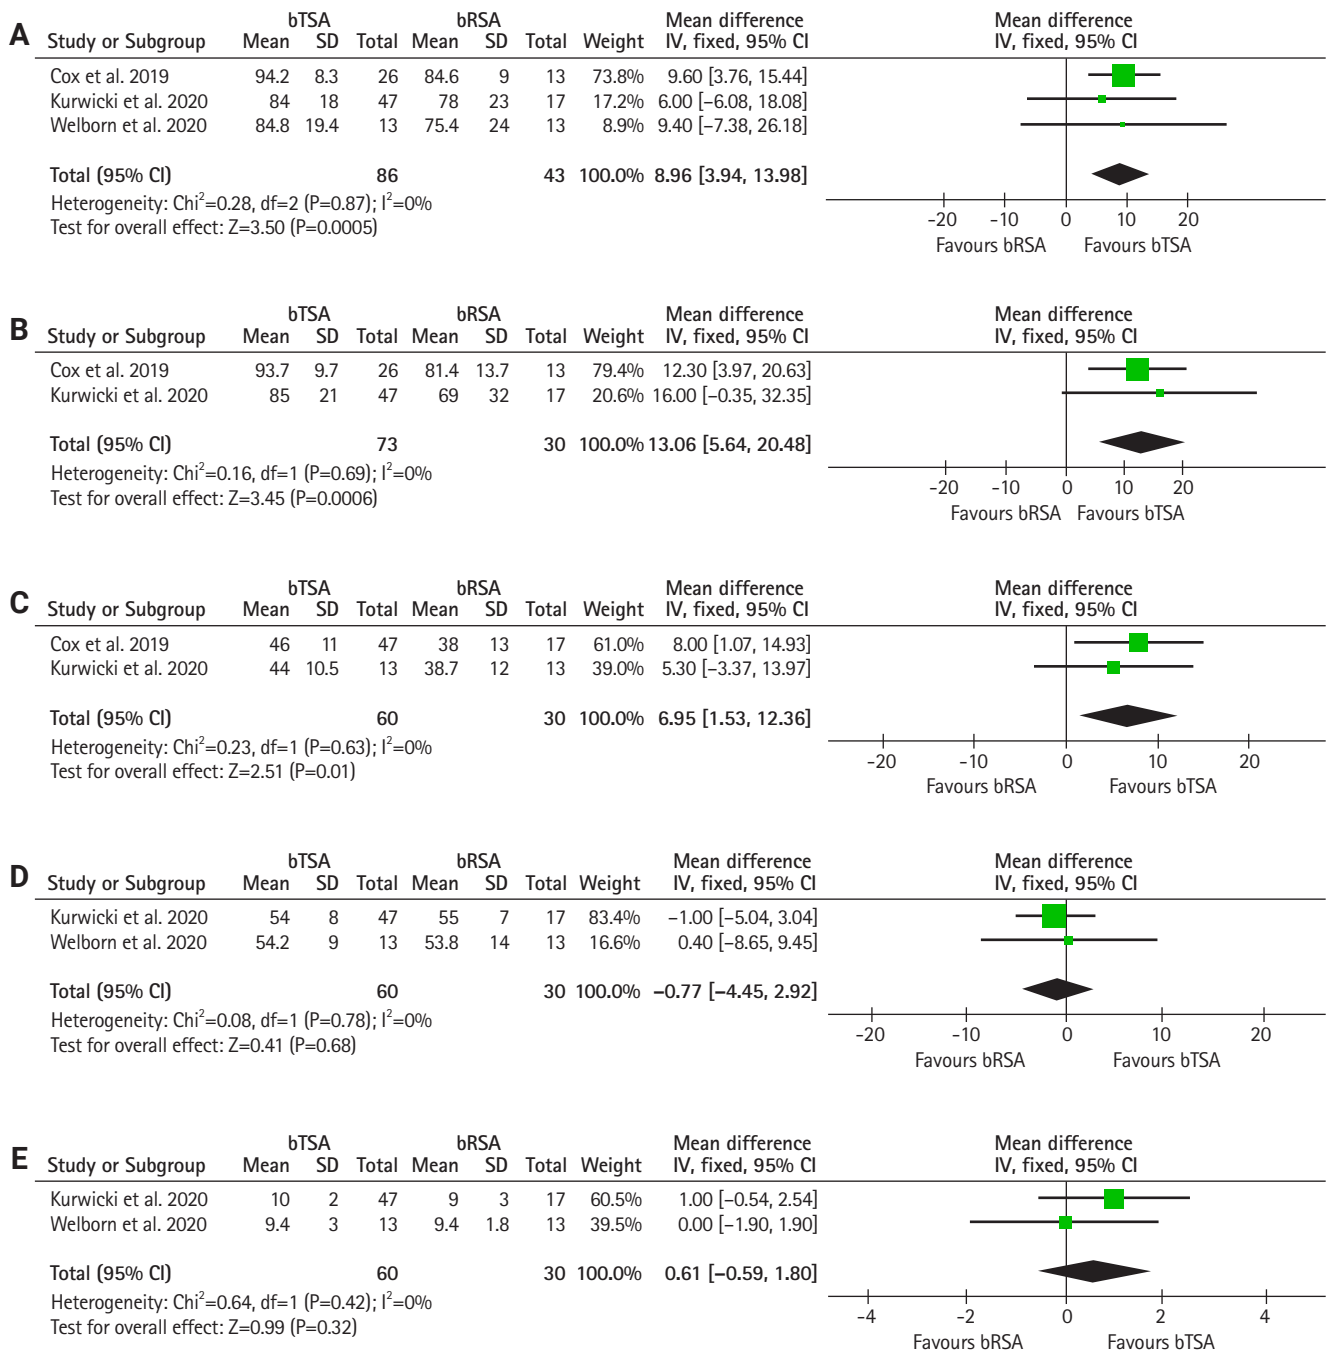 A
bTSA bRSA Mean difference Mean difference
Study or Subgroup Mean SD Total Mean SD Total Weight IV, fixed, 95% CI IV, fixed, 95% CI
Cox et al. 2019 94.2 8.3 26 84.6 9 13 73.8% 9.60 [3.76, 15.44]
Kurwicki et al. 2020 84 18 47 78 23 17 17.2% 6.00 [−6.08, 18.08]
Welborn et al. 2020 84.8 19.4 13 75.4 24 13 8.9% 9.40 [−7.38, 26.18]
Total (95% CI) 86 43 100.0% 8.96 [3.94, 13.98]
Heterogeneity: Chi²=0.28, df=2 (P=0.87); I²=0%
Test for overall effect: Z=3.50 (P=0.0005)
-20 -10 0 10 20
Favours bRSA Favours bTSA
B
bTSA bRSA Mean difference Mean difference
Study or Subgroup Mean SD Total Mean SD Total Weight IV, fixed, 95% CI IV, fixed, 95% CI
Cox et al. 2019 93.7 9.7 26 81.4 13.7 13 79.4% 12.30 [3.97, 20.63]
Kurwicki et al. 2020 85 21 47 69 32 17 20.6% 16.00 [−0.35, 32.35]
Total (95% CI) 73 30 100.0% 13.06 [5.64, 20.48]
Heterogeneity: Chi²=0.16, df=1 (P=0.69); I²=0%
Test for overall effect: Z=3.45 (P=0.0006)
-20 -10 0 10 20
Favours bRSA Favours bTSA
C
bTSA bRSA Mean difference Mean difference
Study or Subgroup Mean SD Total Mean SD Total Weight IV, fixed, 95% CI IV, fixed, 95% CI
Cox et al. 2019 46 11 47 38 13 17 61.0% 8.00 [1.07, 14.93]
Kurwicki et al. 2020 44 10.5 13 38.7 12 13 39.0% 5.30 [−3.37, 13.97]
Total (95% CI) 60 30 100.0% 6.95 [1.53, 12.36]
Heterogeneity: Chi²=0.23, df=1 (P=0.63); I²=0%
Test for overall effect: Z=2.51 (P=0.01)
-20 -10 0 10 20
Favours bRSA Favours bTSA
D
bTSA bRSA Mean difference Mean difference
Study or Subgroup Mean SD Total Mean SD Total Weight IV, fixed, 95% CI IV, fixed, 95% CI
Kurwicki et al. 2020 54 8 47 55 7 17 83.4% −1.00 [−5.04, 3.04]
Welborn et al. 2020 54.2 9 13 53.8 14 13 16.6% 0.40 [−8.65, 9.45]
Total (95% CI) 60 30 100.0% −0.77 [−4.45, 2.92]
Heterogeneity: Chi²=0.08, df=1 (P=0.78); I²=0%
Test for overall effect: Z=0.41 (P=0.68)
-20 -10 0 10 20
Favours bRSA Favours bTSA
E
bTSA bRSA Mean difference Mean difference
Study or Subgroup Mean SD Total Mean SD Total Weight IV, fixed, 95% CI IV, fixed, 95% CI
Kurwicki et al. 2020 10 2 47 9 3 17 60.5% 1.00 [−0.54, 2.54]
Welborn et al. 2020 9.4 3 13 9.4 1.8 13 39.5% 0.00 [−1.90, 1.90]
Total (95% CI) 60 30 100.0% 0.61 [−0.59, 1.80]
Heterogeneity: Chi²=0.64, df=1 (P=0.42); I²=0%
Test for overall effect: Z=0.99 (P=0.32)
-4 -2 0 2 4
Favours bRSA Favours bTSA